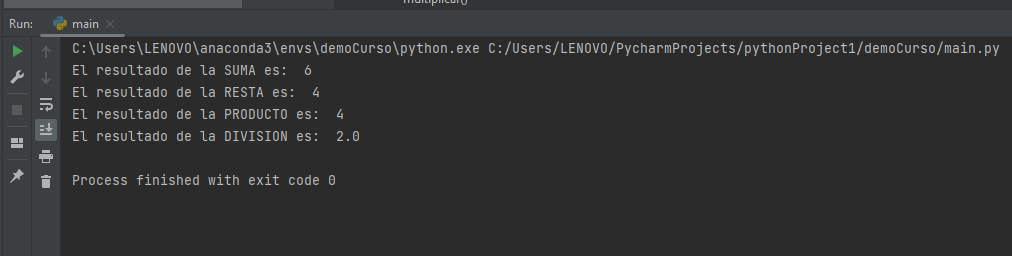 multiplicar()
Run: main
C:\Users\LENOVO\anaconda3\envs\demoCurso\python.exe C:/Users/LENOVO/PycharmProjects/pythonProject1/demoCurso/main.py
El resultado de la SUMA es:  6
El resultado de la RESTA es:  4
El resultado de la PRODUCTO es:  4
El resultado de la DIVISION es:  2.0
Process finished with exit code 0